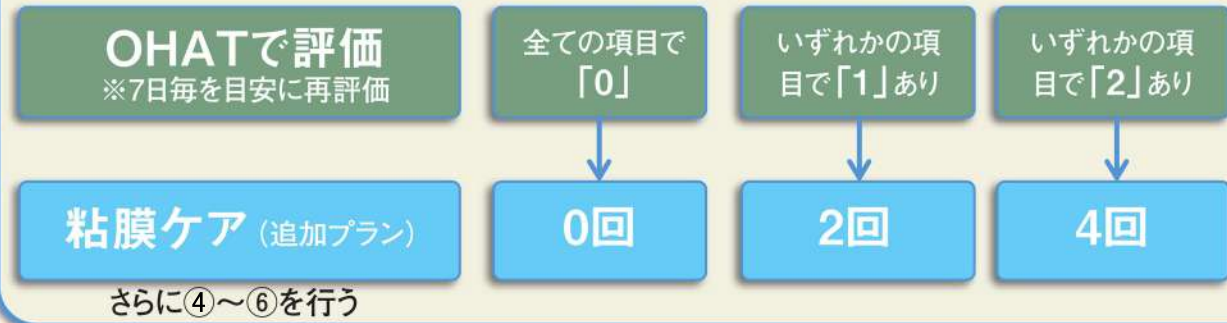 OHATで評価
※7日毎を目安に再評価
全ての項目で
「0」
いずれかの項
目で「1」あり
いずれかの項
目で「2」あり
粘膜ケア（追加プラン）
0回
2回
4回
さらに④～⑥を行う